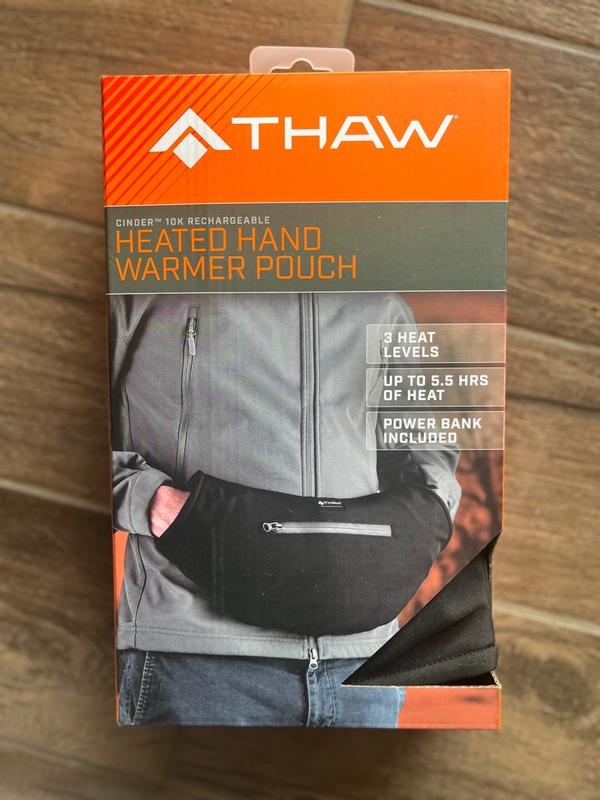 THAW
CINDER™ 10K RECHARGEABLE
HEATED HAND
WARMER POUCH
3 HEAT
LEVELS
UP TO 5.5 HRS
OF HEAT
POWER BANK
INCLUDED
THAW